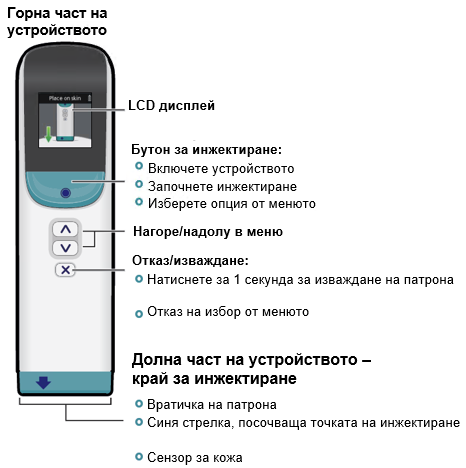 Горна част на
устройството
Place on skin
LCD дисплей
Бутон за инжектиране:
Включете устройството
Започнете инжектиране
Изберете опция от менюто
Нагоре/надолу в меню
Отказ/изваждане:
Натиснете за 1 секунда за изваждане на патрона
Отказ на избор от менюто
Долна част на устройството –
край за инжектиране
Вратичка на патрона
Синя стрелка, посочваща точката на инжектиране
Сензор за кожа